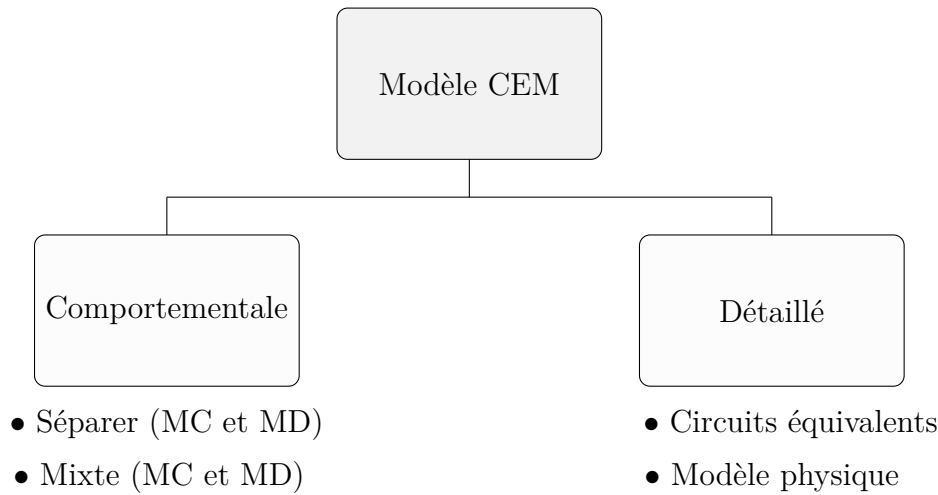 Modèle CEM
Comportementale
Détaillé
• Séparer (MC et MD)
• Mixte (MC et MD)
• Circuits équivalents
• Modèle physique